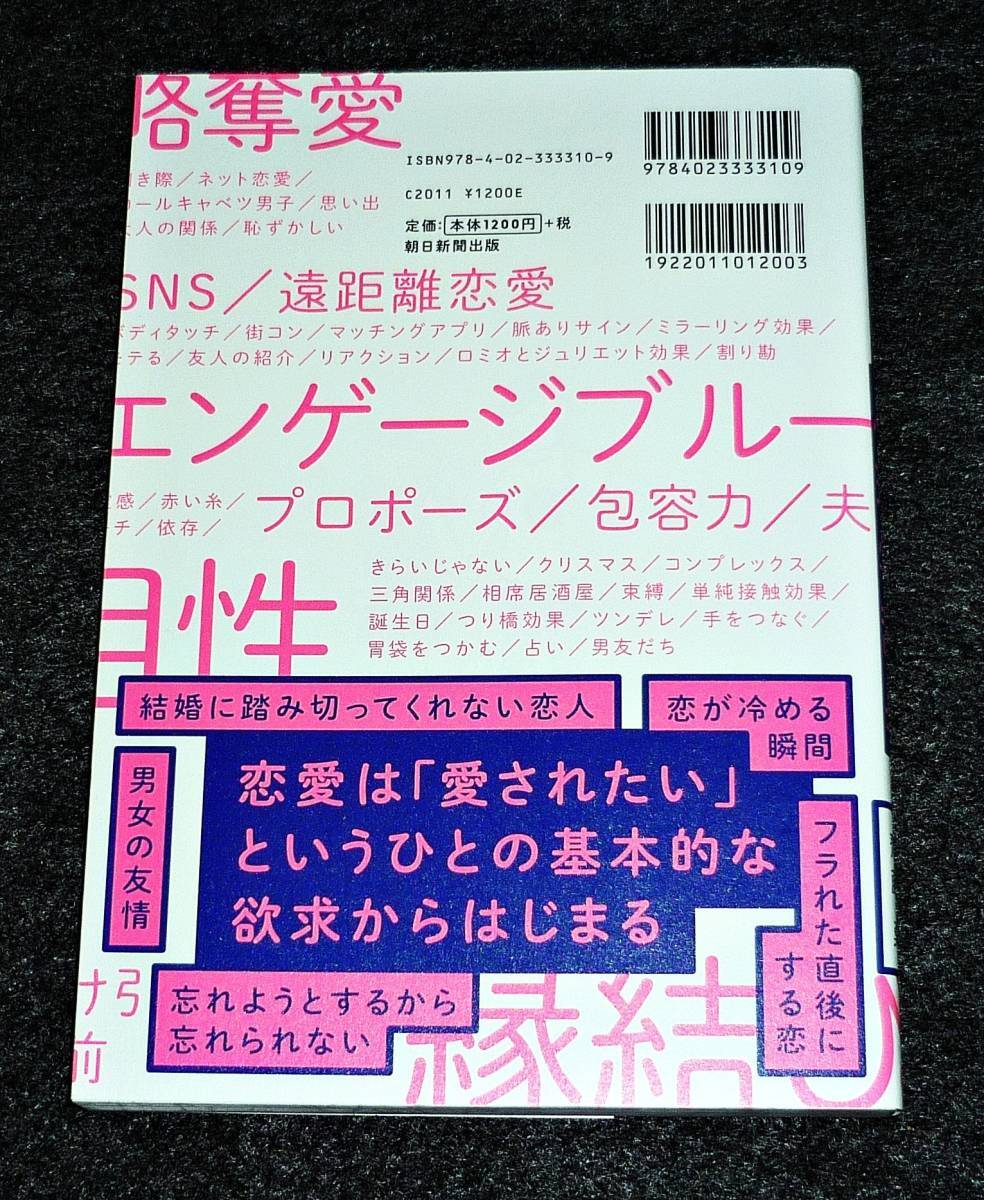 略奪愛
ISBN978-4-02-333310-9
9784023333109
C2011 ¥1200E
定価:本体1200円+税
朝日新聞出版
1922011012003
き際/ネット恋愛/
ールキャベツ男子/思い出
人の関係/恥ずかしい
SNS/遠距離恋愛
ボディタッチ/街コン/マッチングアプリ/脈ありサイン/ミラーリング効果/
モテる/友人の紹介/リアクション/ロミオとジュリエット効果/割り勘
エンゲージブルー
感/赤い糸/
チ/依存/
プロポーズ/包容力/夫
性
きらいじゃない/クリスマス/コンプレックス/
三角関係/相席居酒屋/束縛/単純接触効果/
誕生日/つり橋効果/ツンデレ/手をつなぐ/
胃袋をつかむ/占い/男友だち
結婚に踏み切ってくれない恋人
恋が冷める
瞬間
男女の友情
恋愛は「愛されたい」
というひとの基本的な
欲求からはじまる
フラれた直後に
する恋
け引
前
忘れようとするから
忘れられない
縁結び